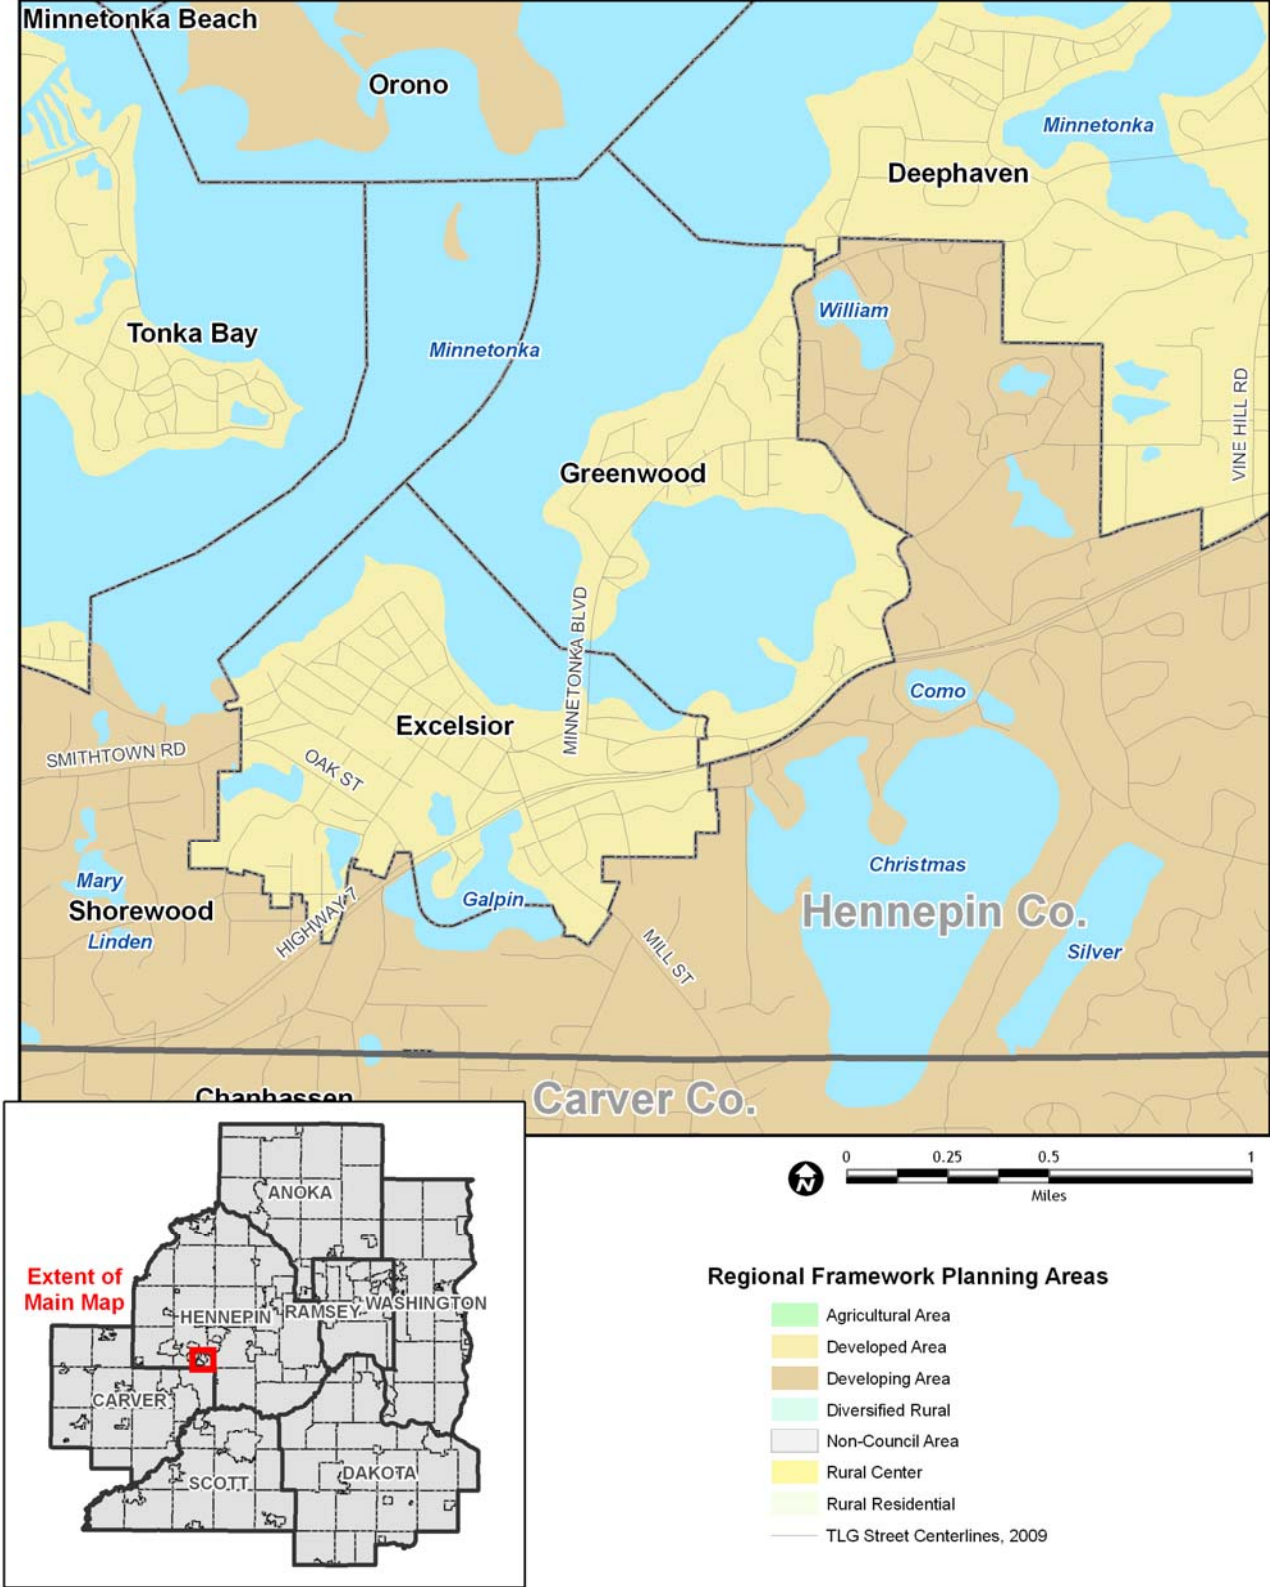 Minnetonka Beach
Orono
Minnetonka
Deephaven
William
Tonka Bay
Minnetonka
VINE HILL RD
Greenwood
MINNETONKA BLVD
Como
Excelsior
SMITHTOWN RD
OAK ST
Christmas
Mary
Galpin
Shorewood
Hennepin Co.
HIGHWAY 7
Linden
MILL ST
Silver
Chanhassen
Carver Co.
0 0.25 0.5 1
Miles
N
ANOKA
Extent of
Main Map
HENNEPIN
RAMSEY
WASHINGTON
CARVER
SCOTT
DAKOTA
Regional Framework Planning Areas
Agricultural Area
Developed Area
Developing Area
Diversified Rural
Non-Council Area
Rural Center
Rural Residential
TLG Street Centerlines, 2009